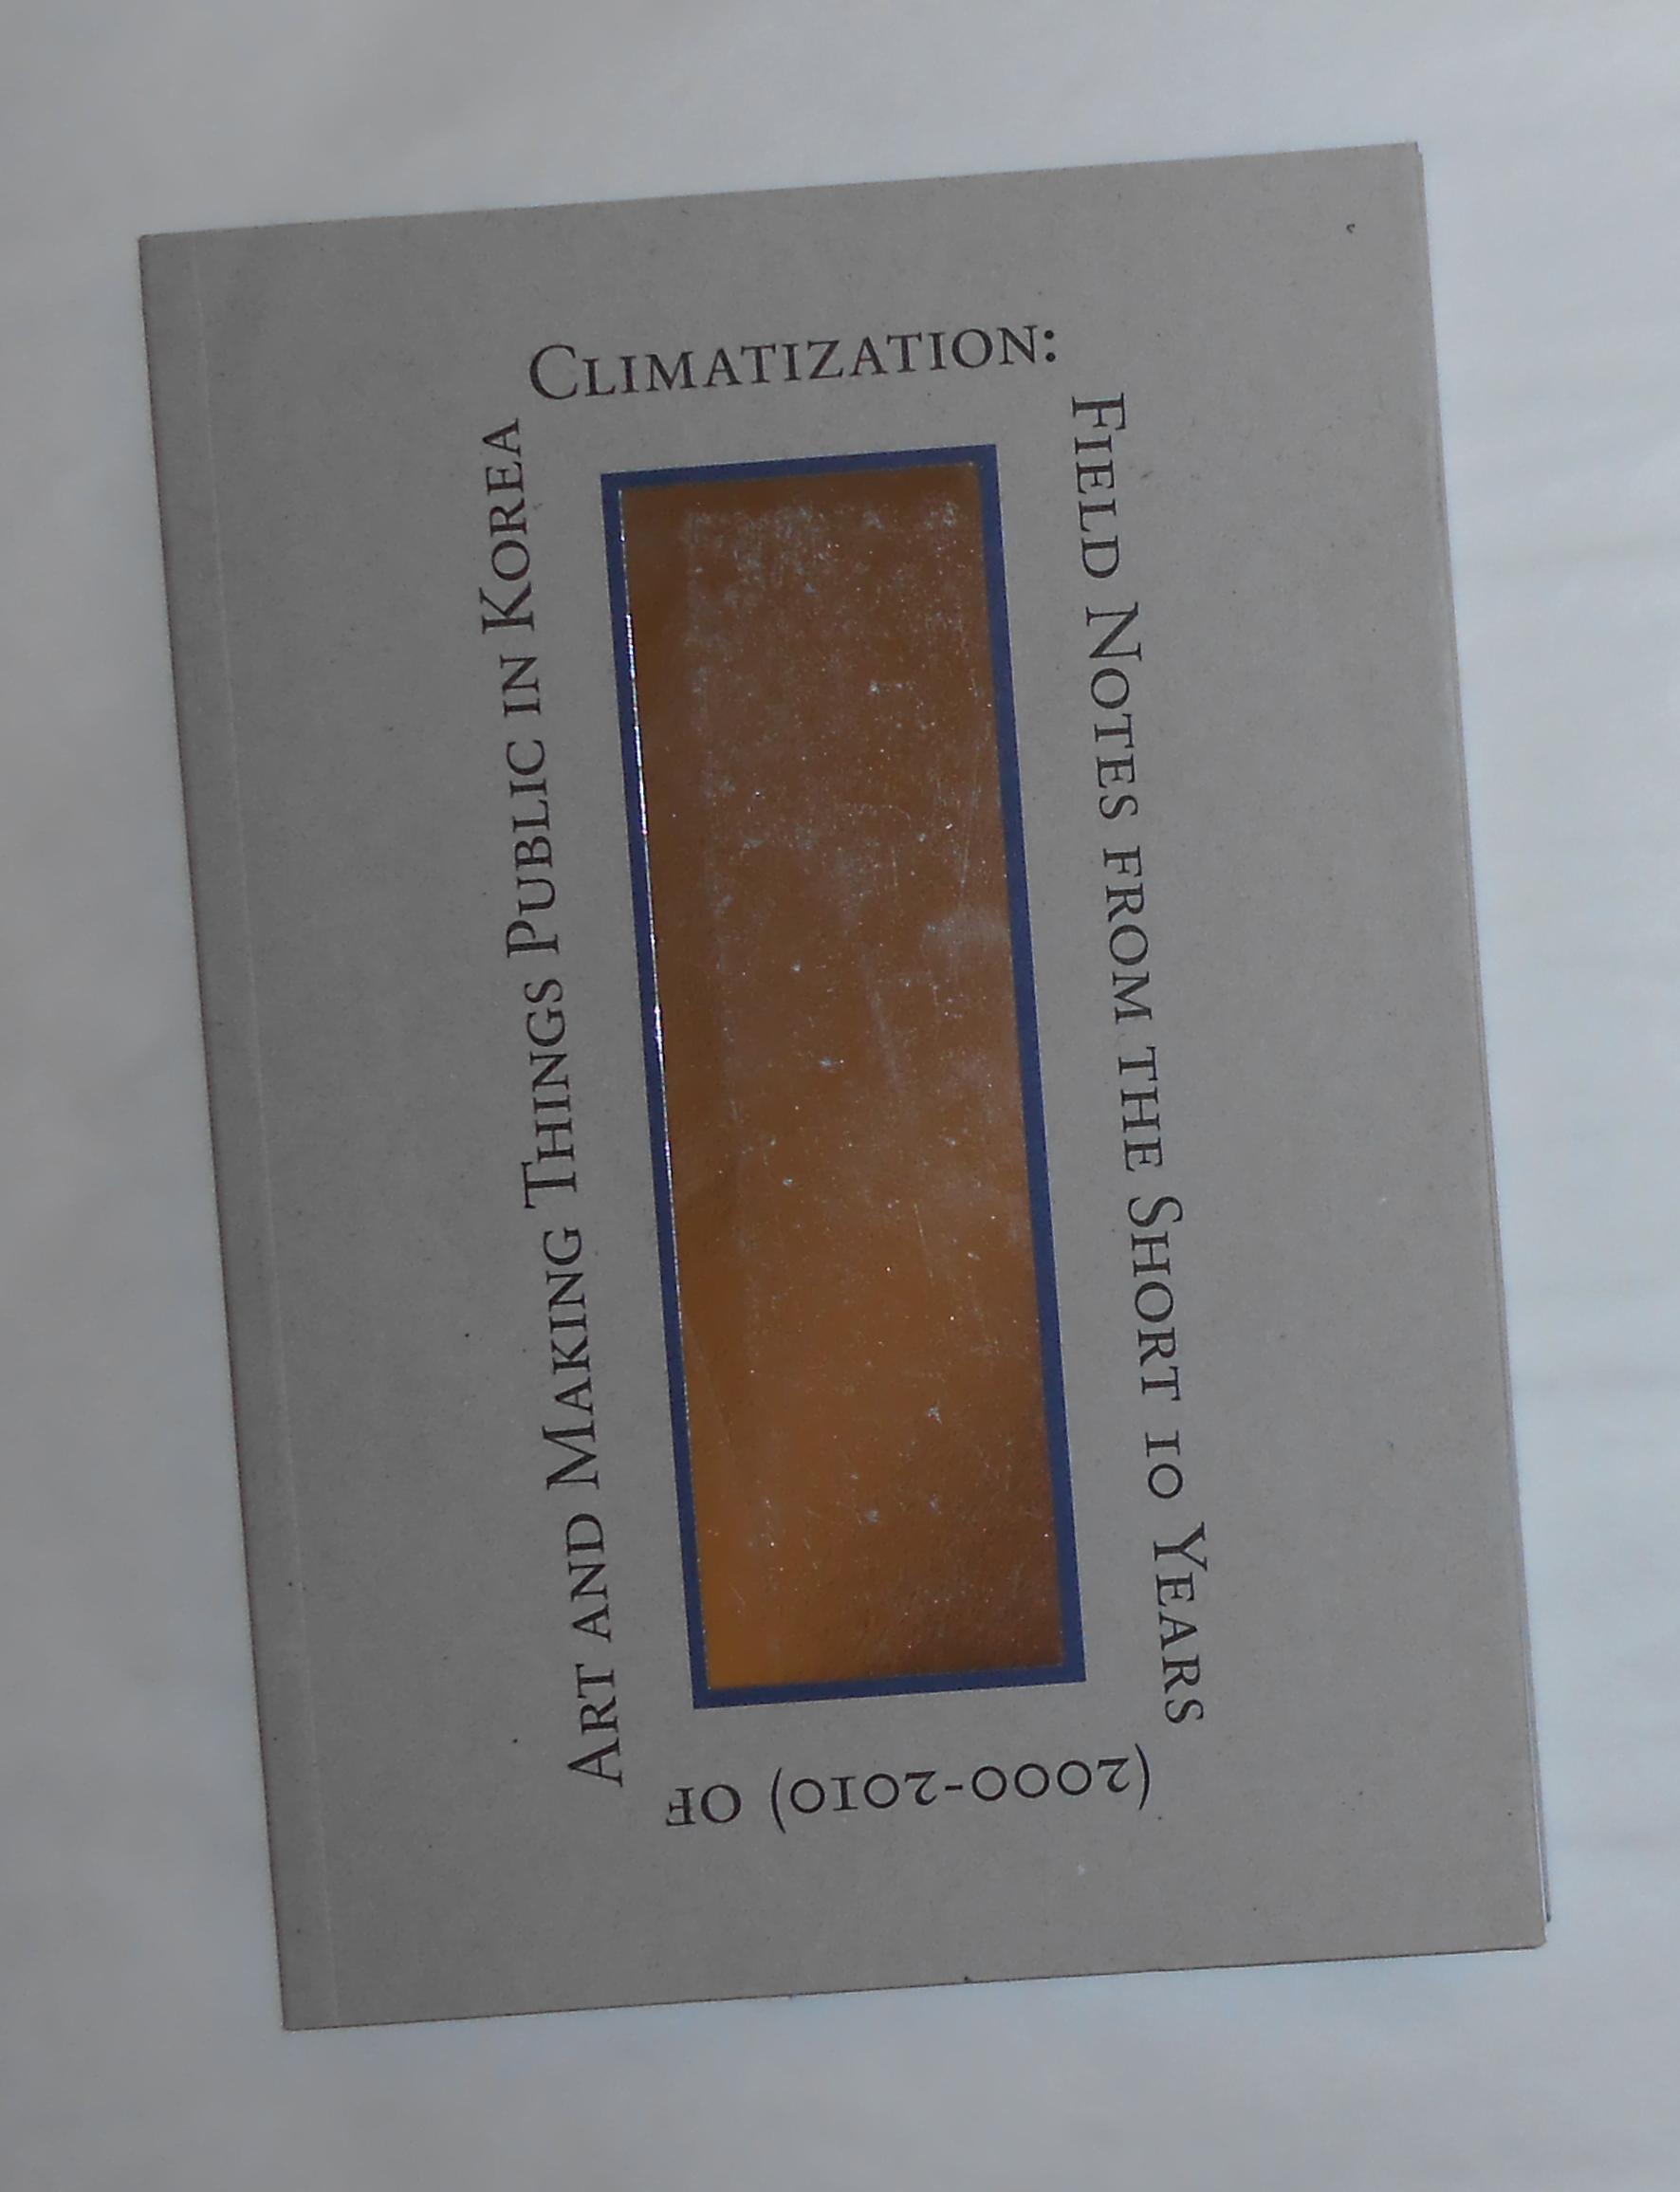 Climatization:
Field Notes from the Short 10 Years
(2000-2010) of
Art and Making Things Public in Korea